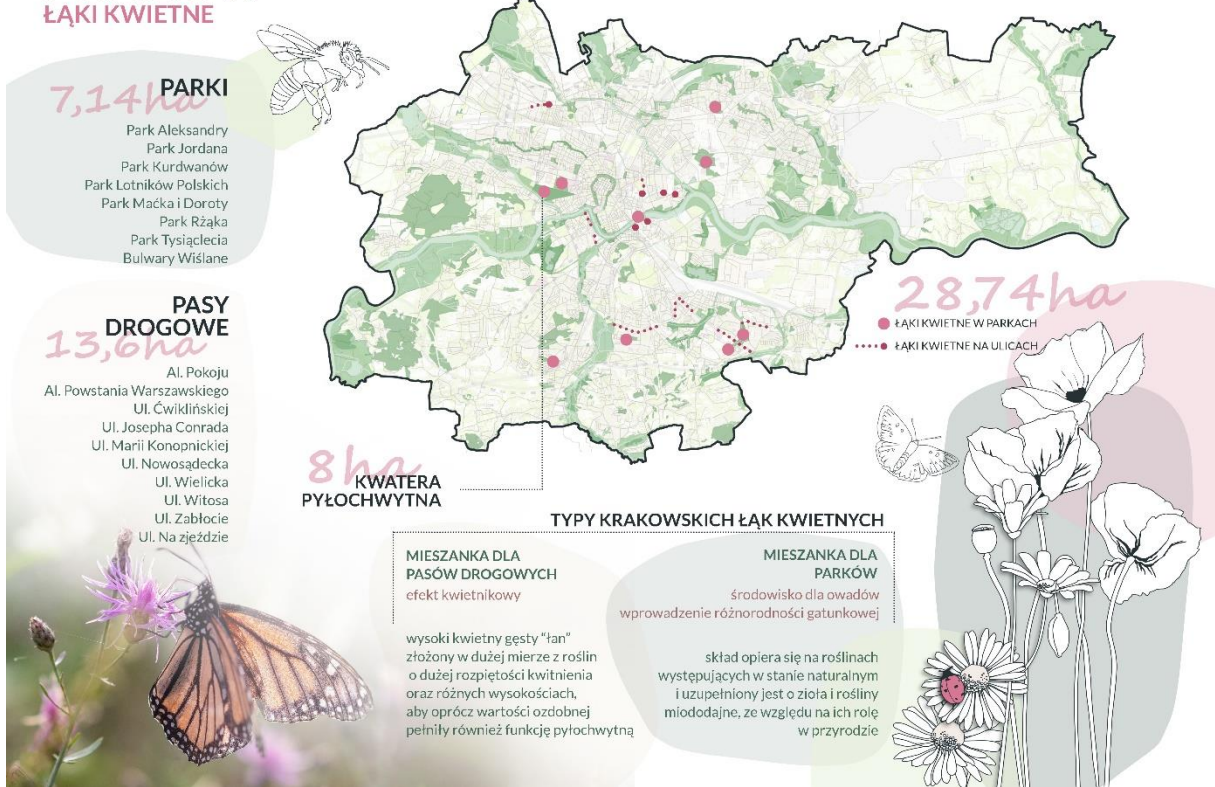 ŁĄKI KWIETNE
7,14ha
PARKI
Park Aleksandry
Park Jordana
Park Kurdwanów
Park Lotników Polskich
Park Maćka i Doroty
Park Rżąka
Park Tysiąclecia
Bulwary Wiślane
PASY
DROGOWE
13,6ha
Al. Pokoju
Al. Powstania Warszawskiego
Ul. Ćwiklińskiej
Ul. Josepha Conrada
Ul. Marii Konopnickiej
Ul. Nowosądecka
Ul. Wielicka
Ul. Witosa
Ul. Zabłocie
Ul. Na zjeździe
28,74ha
ŁĄKI KWIETNE W PARKACH
ŁĄKI KWIETNE NA ULICACH
8ha
KWATERA
PYŁOCHWYTNA
TYPY KRAKOWSKICH ŁĄK KWIETNYCH
MIESZANKA DLA
PASÓW DROGOWYCH
efekt kwietnikowy
wysoki kwietny gęsty "łan"
złożony w dużej mierze z roślin
o dużej rozpiętości kwitnienia
oraz różnych wysokościach,
aby oprócz wartości ozdobnej
pełniły również funkcję pyłochwytną
MIESZANKA DLA
PARKÓW
środowisko dla owadów
wprowadzenie różnorodności gatunkowej
skład opiera się na roślinach
występujących w stanie naturalnym
i uzupełniony jest o zioła i rośliny
miododajne, ze względu na ich rolę
w przyrodzie